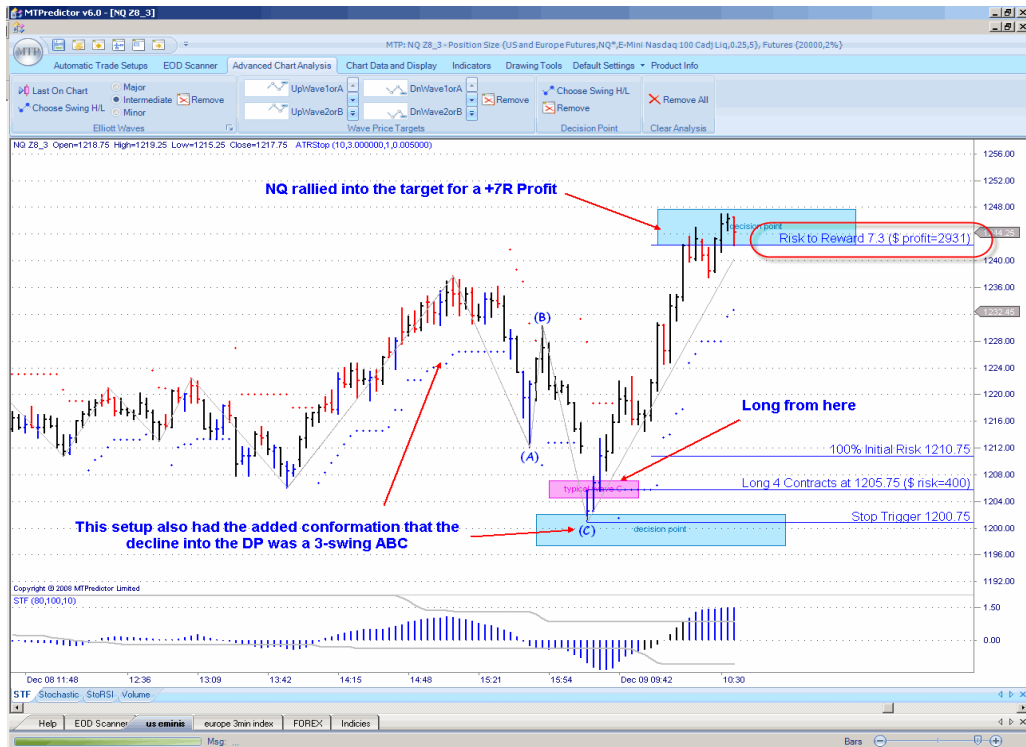 MTPredictor v6.0 - [NQ Z8_3]
MTP
MTP: NQ Z8_3 - Position Size {US and Europe Futures,NQ*,E-Mini Nasdaq 100 Cadj Liq,0.25,5}, Futures {20000,2%}
Automatic Trade Setups EOD Scanner Advanced Chart Analysis Chart Data and Display Indicators Drawing Tools Default Settings Product Info
Last On Chart
Choose Swing H/L
Major
Intermediate
Minor
Remove
Elliott Waves
UpWave1orA
UpWave2orB
DnWave1orA
DnWave2orB
Remove
Wave Price Targets
Choose Swing H/L
Remove
Decision Point
Remove All
Clear Analysis
NQ Z8_3 Open=1218.75 High=1219.25 Low=1215.25 Close=1217.75 ATRStop (10,3.000000,1,0.005000)
1256.00
1252.00
1248.00
1244.25
1240.00
1236.00
1232.45
1228.00
1224.00
1220.00
1216.00
1212.00
1208.00
1204.00
1200.00
1196.00
1192.00
NQ rallied into the target for a +7R Profit
decision point
Risk to Reward 7.3 ($ profit=2931)
(B)
(A)
Long from here
100% Initial Risk 1210.75
Long 4 Contracts at 1205.75 ($ risk=400)
Stop Trigger 1200.75
(C)
decision point
This setup also had the added conformation that the
decline into the DP was a 3-swing ABC
Copyright © 2008 MTPredictor Limited
STF (80,100,10)
1.50
0.00
Dec 08 11:48 12:36 13:09 13:42 14:15 14:48 15:21 15:54 Dec 09 09:42 10:30
STF Stochastic StoRSI Volume
Help EOD Scanner us eminis europe 3min index FOREX Indicies
Msg: ...
Bars